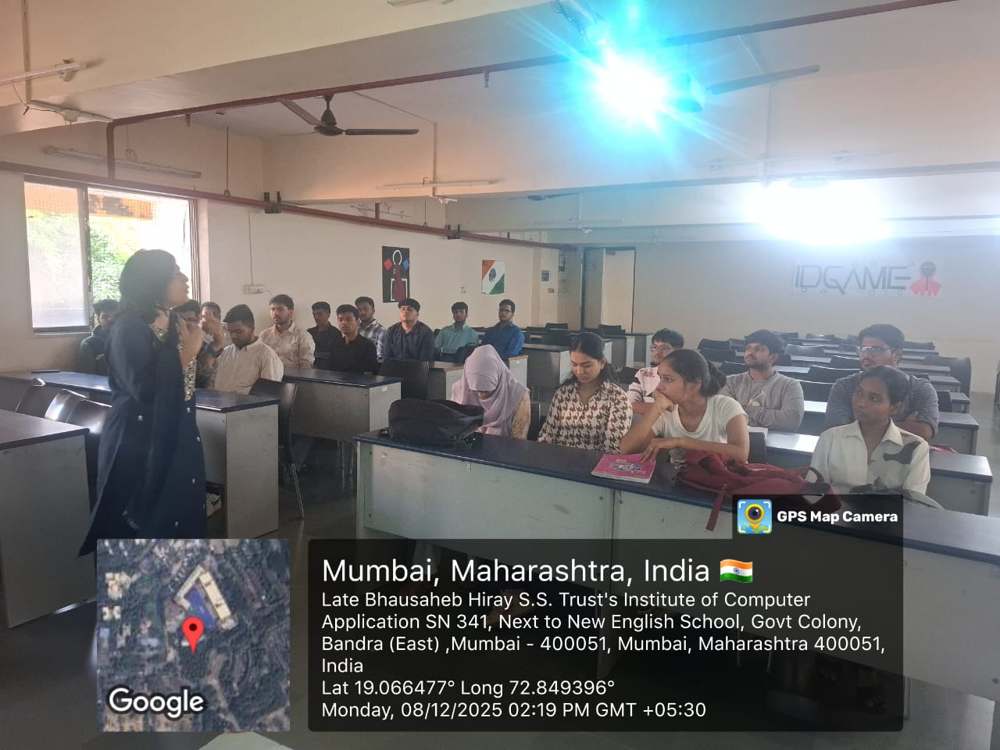 IDGAME
GPS Map Camera
Mumbai, Maharashtra, India 🇮🇳
Late Bhausaheb Hiray S.S. Trust's Institute of Computer
Application SN 341, Next to New English School, Govt Colony,
Bandra (East) ,Mumbai - 400051, Mumbai, Maharashtra 400051,
India
Lat 19.066477° Long 72.849396°
Monday, 08/12/2025 02:19 PM GMT +05:30
Google